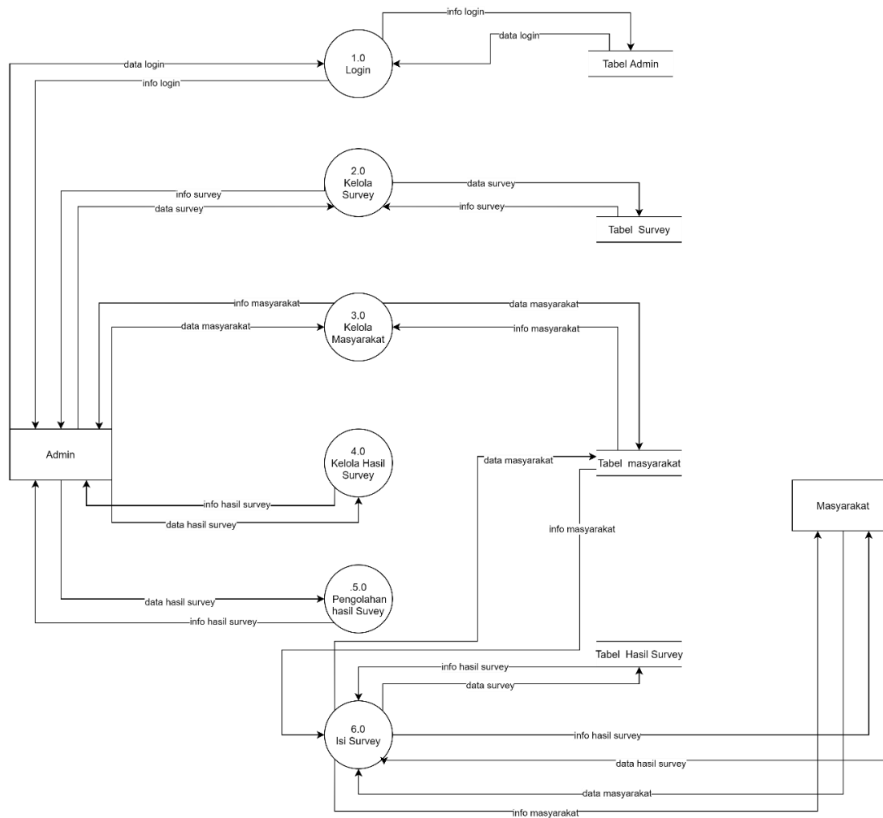 info login
data login
1.0
Login
Tabel Admin
data login
info login
2.0
Kelola
Survey
data survey
info survey
info survey
data survey
Tabel Survey
info masyarakat
data masyarakat
3.0
Kelola
Masyarakat
data masyarakat
info masyarakat
Admin
4.0
Kelola Hasil
Survey
data masyarakat
Tabel masyarakat
info hasil survey
data hasil survey
info masyarakat
Masyarakat
.5.0
Pengolahan
hasil Suvey
data hasil survey
info hasil survey
Tabel Hasil Survey
info hasil survey
data survey
6.0
Isi Survey
info hasil survey
data hasil survey
data masyarakat
info masyarakat